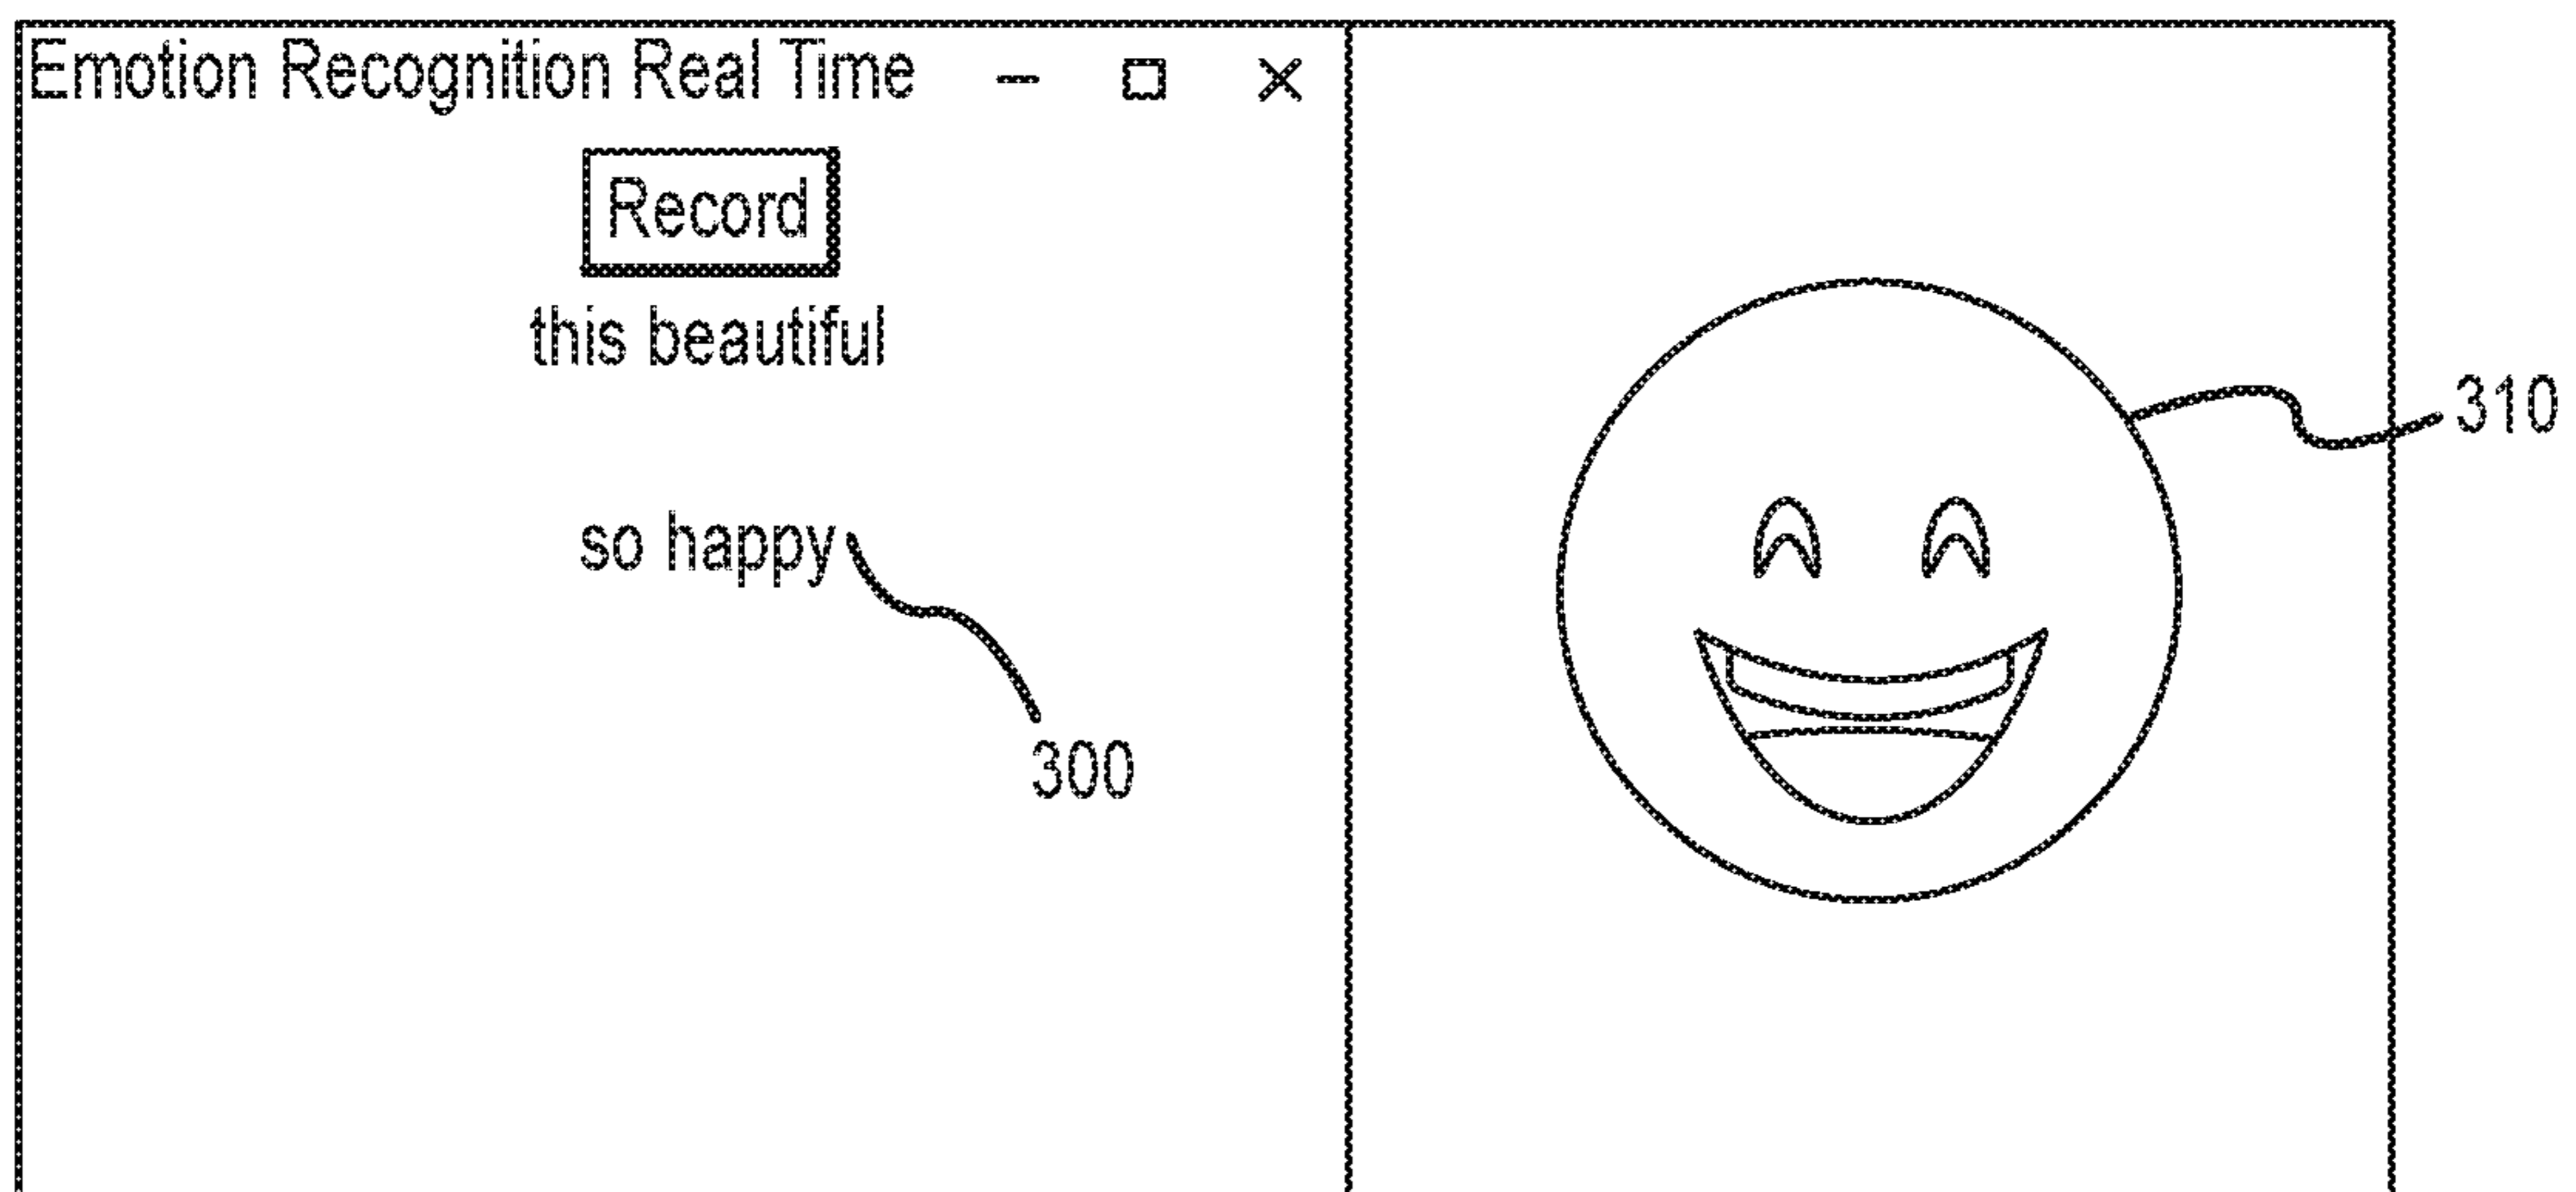 Emotion Recognition Real Time
Record
this beautiful
so happy
300
310